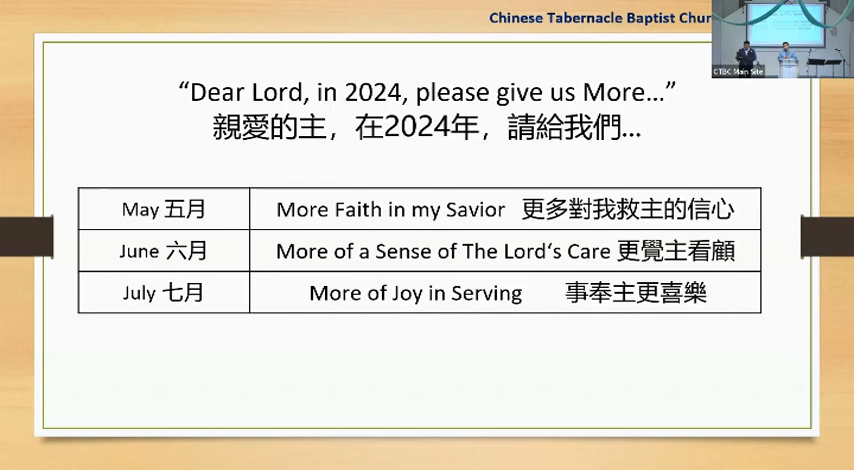 Chinese Tabernacle Baptist Chur
CTBC Main Site
“Dear Lord, in 2024, please give us More…”
親愛的主，在2024年，請給我們…
May 五月 More Faith in my Savior 更多對我救主的信心
June 六月 More of a Sense of The Lord‘s Care 更覺主看顧
July 七月 More of Joy in Serving 事奉主更喜樂